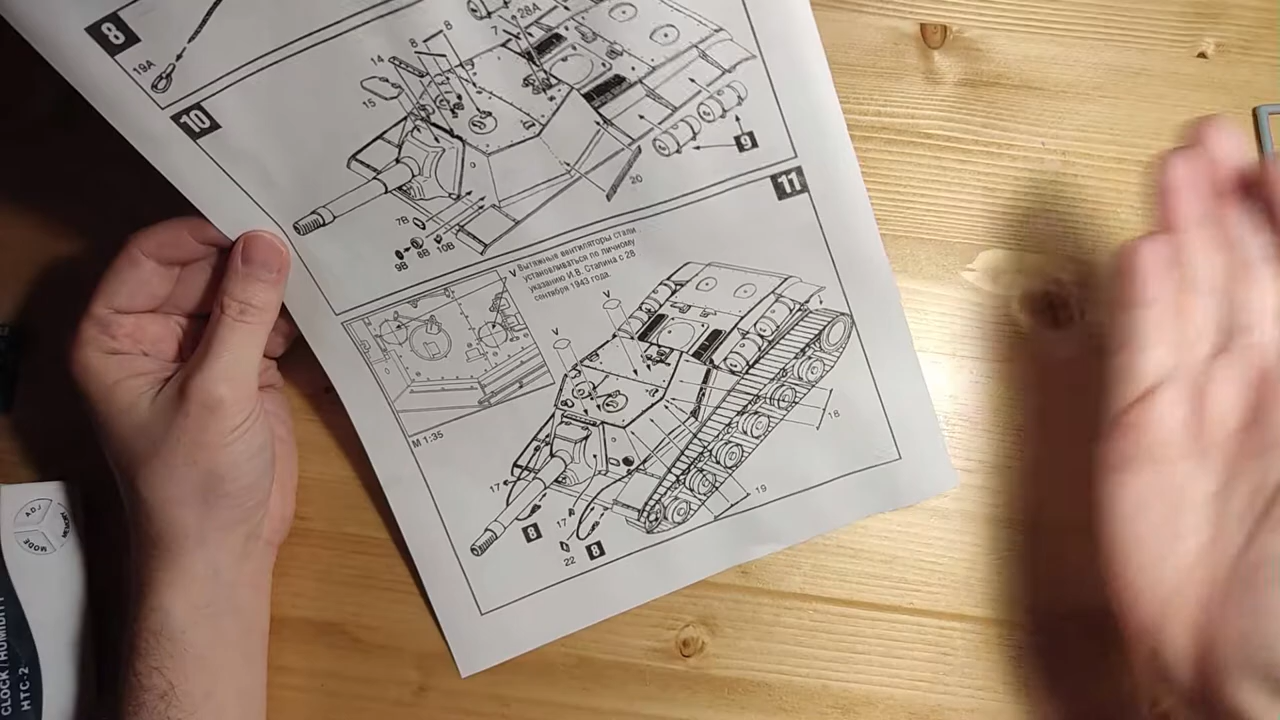 8
19A
10
14
15
8
8
7
28A
9
20
7B
9B
8B
10B
11
V
Вытяжные вентиляторы стали
устанавливаться по личному
указанию И.В. Сталина с 28
сентября 1943 года.
V
V
M 1:35
17
18
19
8
17
22
8
ADJ
MODE
MEMORY
CLOCK/HUMIDITY
HTC-2